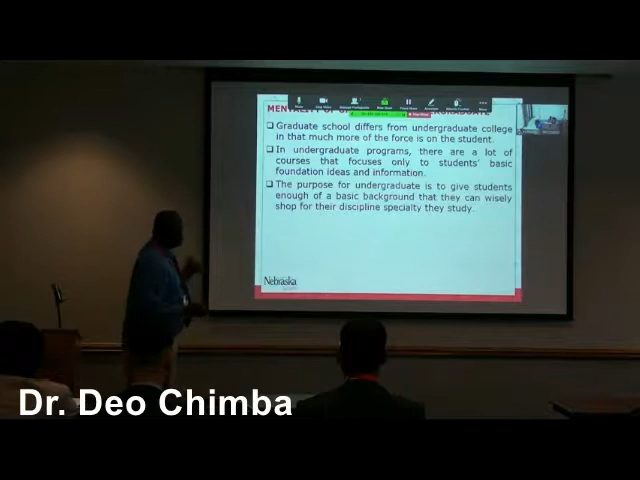 ❑ Graduate school differs from undergraduate college
in that much more of the force is on the student.
❑ In undergraduate programs, there are a lot of
courses that focuses only to students' basic
foundation ideas and information.
❑ The purpose for undergraduate is to give students
enough of a basic background that they can wisely
shop for their discipline specialty they study.
Nebraska
Dr. Deo Chimba